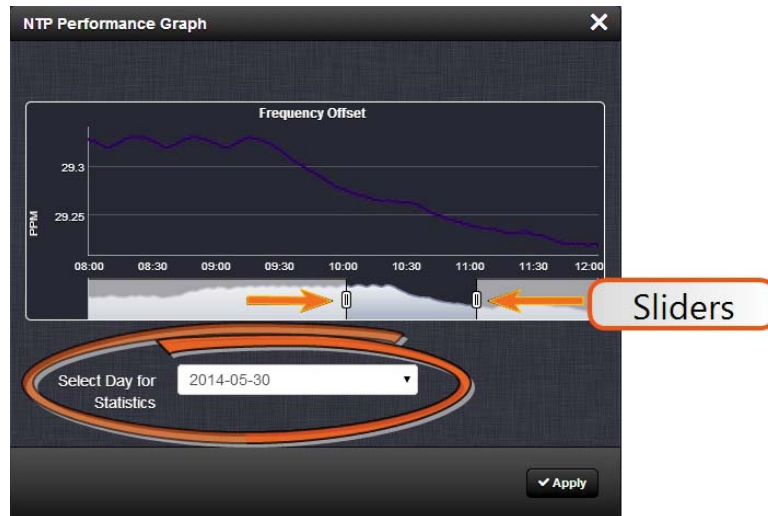 NTP Performance Graph
Frequency Offset
29.3
29.25
PPM
08:00 08:30 09:00 09:30 10:00 10:30 11:00 11:30 12:00
Sliders
Select Day for
Statistics
2014-05-30
Apply